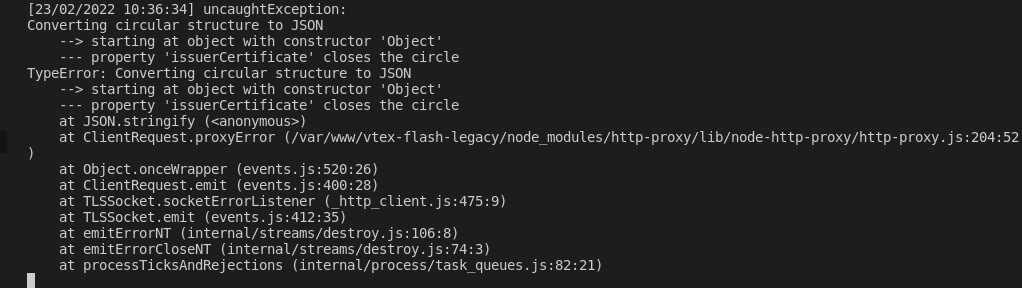 [23/02/2022 10:36:34] uncaughtException:
Converting circular structure to JSON
    --> starting at object with constructor 'Object'
    --- property 'issuerCertificate' closes the circle
TypeError: Converting circular structure to JSON
    --> starting at object with constructor 'Object'
    --- property 'issuerCertificate' closes the circle
    at JSON.stringify (<anonymous>)
    at ClientRequest.proxyError (/var/www/vtex-flash-legacy/node_modules/http-proxy/lib/node-http-proxy/http-proxy.js:204:52
)
    at Object.onceWrapper (events.js:520:26)
    at ClientRequest.emit (events.js:400:28)
    at TLSSocket.socketErrorListener (_http_client.js:475:9)
    at TLSSocket.emit (events.js:412:35)
    at emitErrorNT (internal/streams/destroy.js:106:8)
    at emitErrorCloseNT (internal/streams/destroy.js:74:3)
    at processTicksAndRejections (internal/process/task_queues.js:82:21)